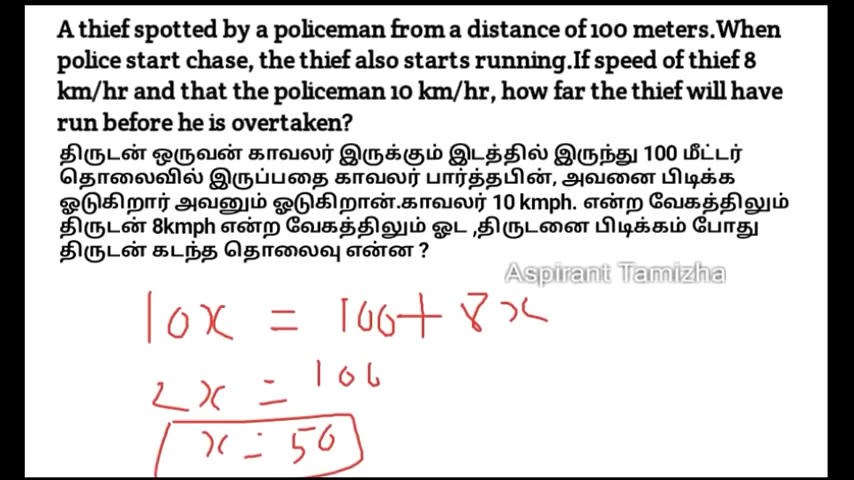 A thief spotted by a policeman from a distance of 100 meters.When
police start chase, the thief also starts running.If speed of thief 8
km/hr and that the policeman 10 km/hr, how far the thief will have
run before he is overtaken?
திருடன் ஒருவன் காவலர் இருக்கும் இடத்தில் இருந்து 100 மீட்டர்
தொலைவில் இருப்பதை காவலர் பார்த்தபின், அவனை பிடிக்க
ஓடுகிறார் அவனும் ஓடுகிறான்.காவலர் 10 kmph. என்ற வேகத்திலும்
திருடன் 8kmph என்ற வேகத்திலும் ஓட ,திருடனை பிடிக்கம் போது
திருடன் கடந்த தொலைவு என்ன ?
Aspirant Tamizha
10x = 100+ 8x
2x = 100
x = 50